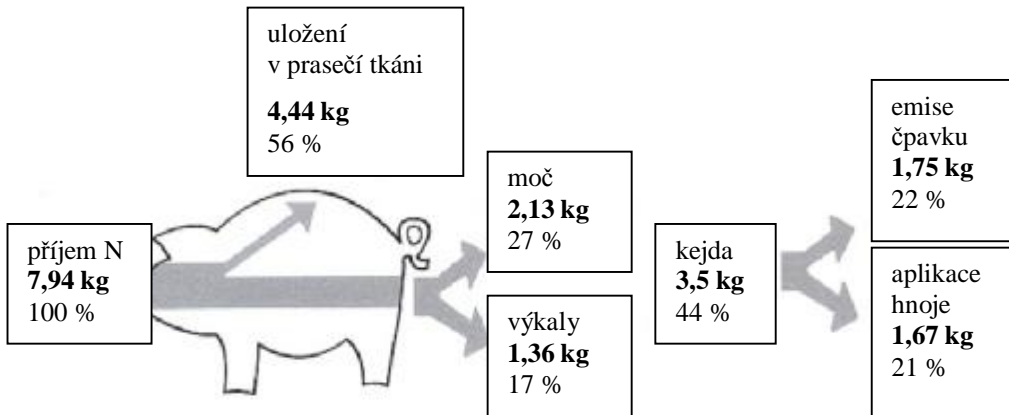 uložení
v prasečí tkáni
4,44 kg
56 %
příjem N
7,94 kg
100 %
moč
2,13 kg
27 %
výkaly
1,36 kg
17 %
kejda
3,5 kg
44 %
emise
čpavku
1,75 kg
22 %
aplikace
hnoje
1,67 kg
21 %